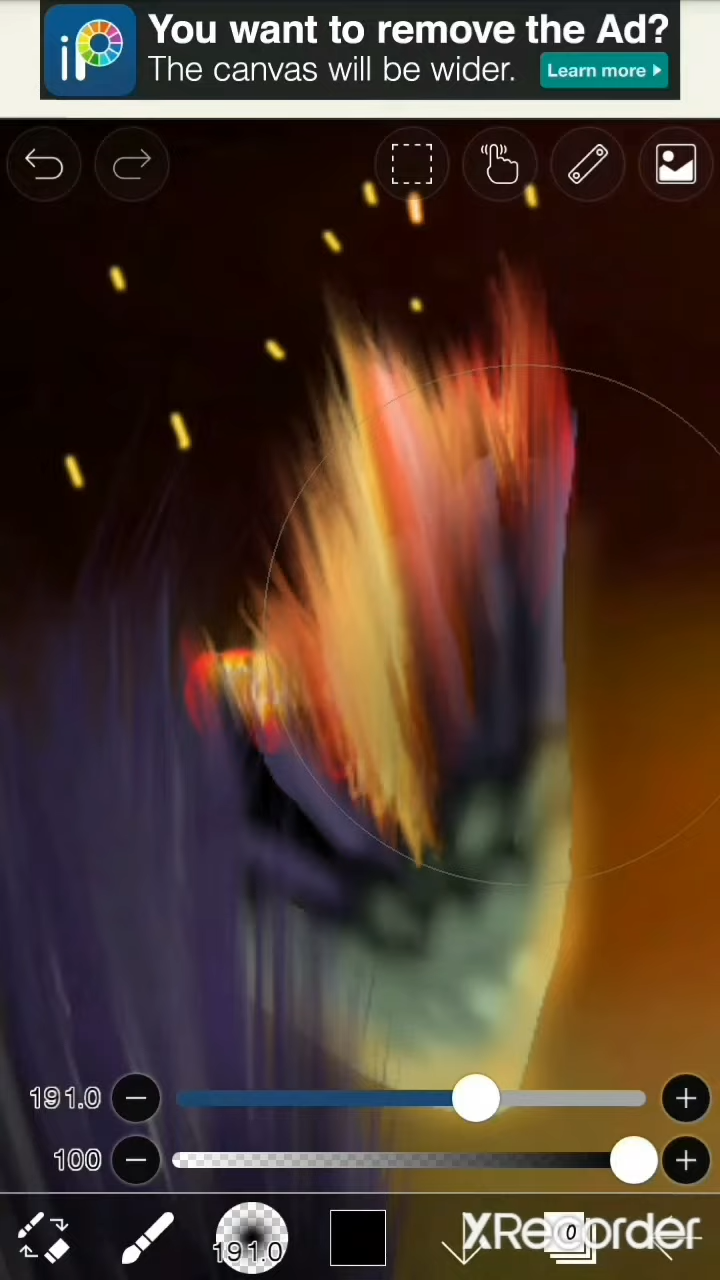 iP
You want to remove the Ad?
The canvas will be wider.
Learn more
191.0
100
191.0
0
XRecorder